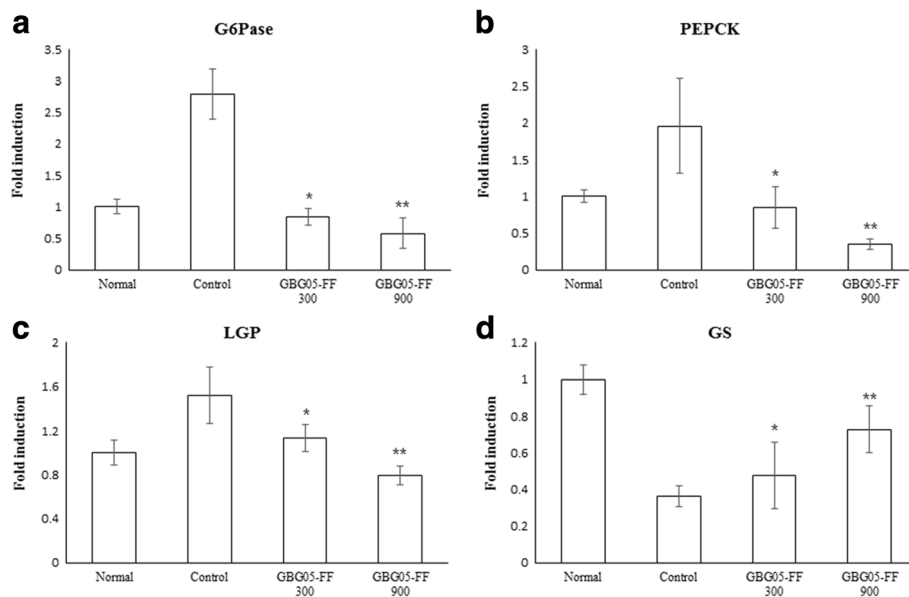 a
G6Pase
Fold induction
3.5
3
2.5
2
1.5
1
0.5
0
*
**
Normal
Control
GBG05-FF
300
GBG05-FF
900
b
PEPCK
Fold induction
3
2.5
2
1.5
1
0.5
0
*
**
Normal
Control
GBG05-FF
300
GBG05-FF
900
c
LGP
Fold induction
2
1.6
1.2
0.8
0.4
0
*
**
Normal
Control
GBG05-FF
300
GBG05-FF
900
d
GS
Fold induction
1.2
1
0.8
0.6
0.4
0.2
0
*
**
Normal
Control
GBG05-FF
300
GBG05-FF
900